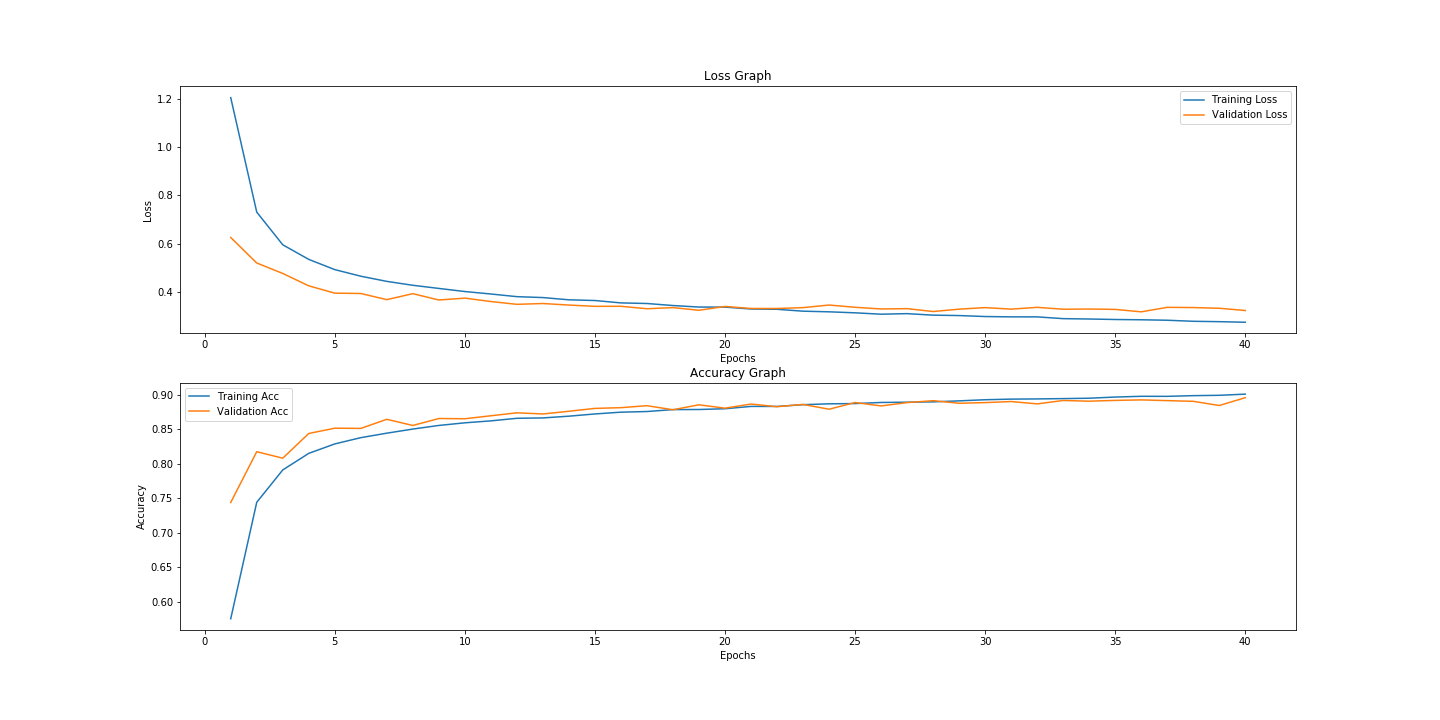 Loss Graph
1.2
1.0
0.8
0.6
0.4
Loss
Training Loss
Validation Loss
0 5 10 15 20 25 30 35 40
Epochs
Accuracy Graph
0.90
0.85
0.80
0.75
0.70
0.65
0.60
Accuracy
Training Acc
Validation Acc
0 5 10 15 20 25 30 35 40
Epochs